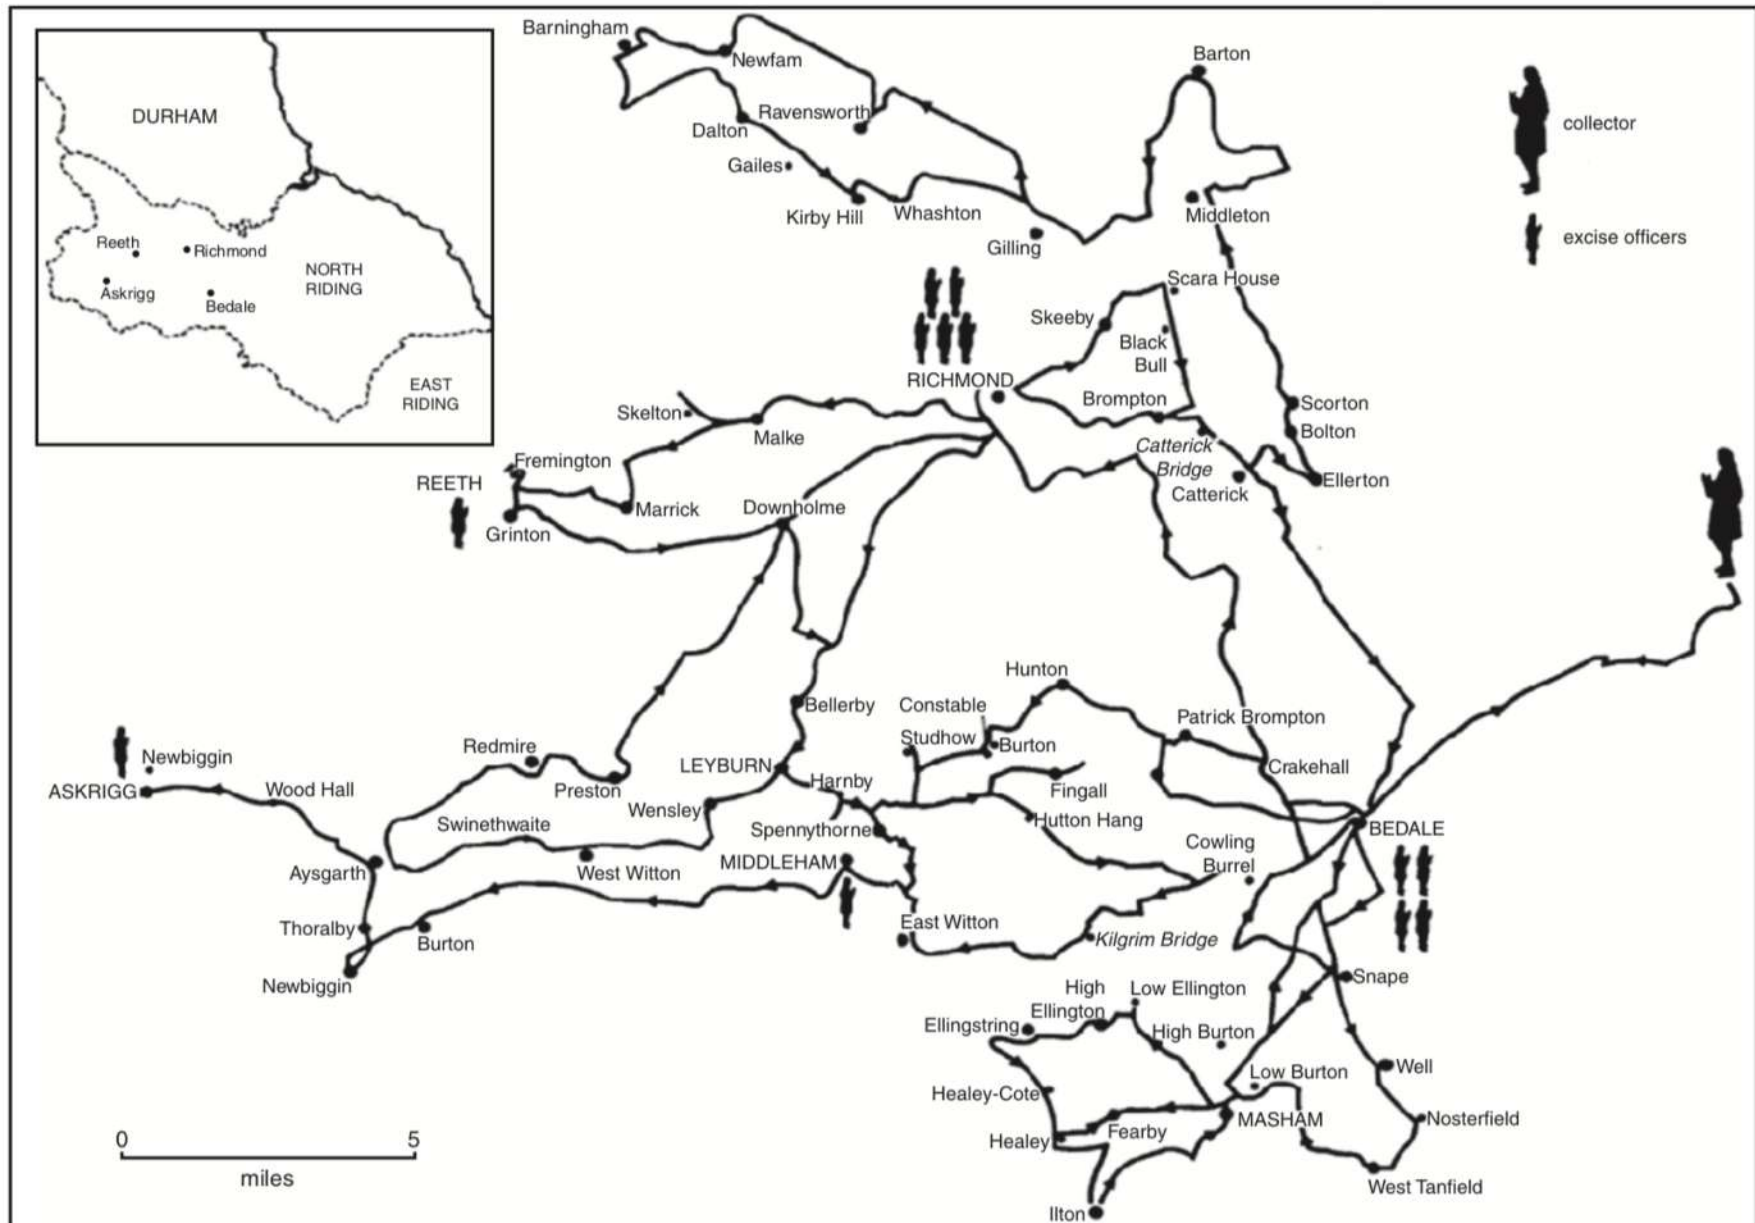 Barningham
Newfam
Barton
DURHAM
Ravensworth
collector
Dalton
Gailes
Kirby Hill
Whashton
Middleton
Gilling
excise officers
Reeth
Richmond
NORTH
RIDING
Askrigg
Bedale
EAST
RIDING
Scara House
Skeeby
Black
Bull
RICHMOND
Brompton
Scorton
Skelton
Malke
Bolton
Catterick
Bridge
Fremington
REETH
Catterick
Ellerton
Marrick
Downholme
Grinton
Hunton
Bellerby
Constable
Patrick Brompton
Studhow
Burton
Redmire
Newbiggin
LEYBURN
Crakehall
ASKRIGG
Wood Hall
Preston
Harnby
Fingall
Wensley
Hutton Hang
Swinethwaite
Spennythorne
BEDALE
Cowling
Burrel
MIDDLEHAM
West Witton
Aysgarth
Thoralby
East Witton
Burton
Kilgrim Bridge
Newbiggin
Snape
High
Ellington
Low Ellington
Ellingstring
High Burton
Well
Low Burton
Healey-Cote
MASHAM
Nosterfield
Fearby
Healey
0 5
miles
West Tanfield
Ilton